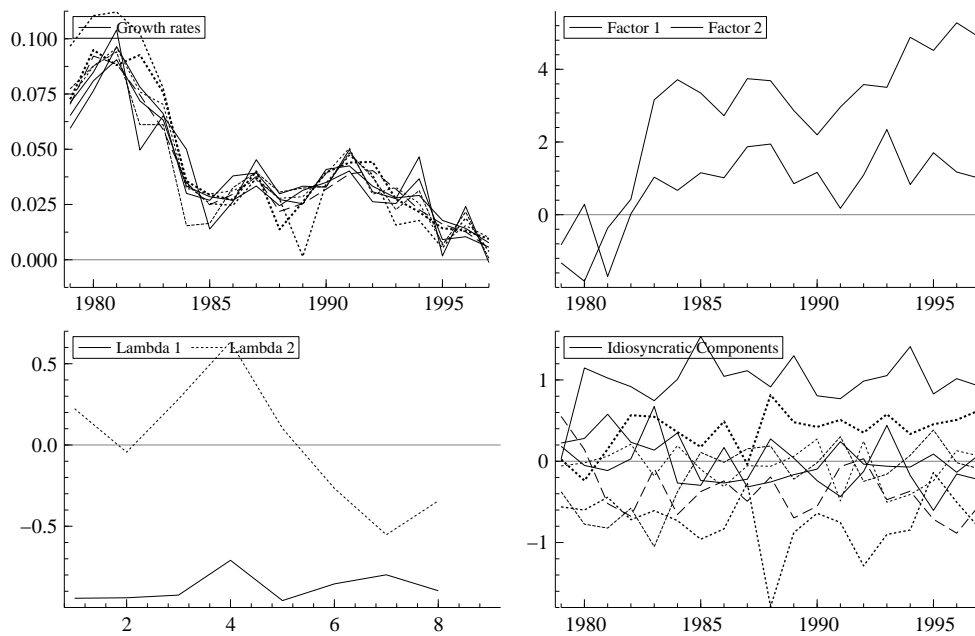 Growth rates
0.100
0.075
0.050
0.025
0.000
1980 1985 1990 1995
Factor 1 Factor 2
4
2
0
1980 1985 1990 1995
Lambda 1 Lambda 2
0.5
0.0
−0.5
2 4 6 8
Idiosyncratic Components
1
0
−1
1980 1985 1990 1995